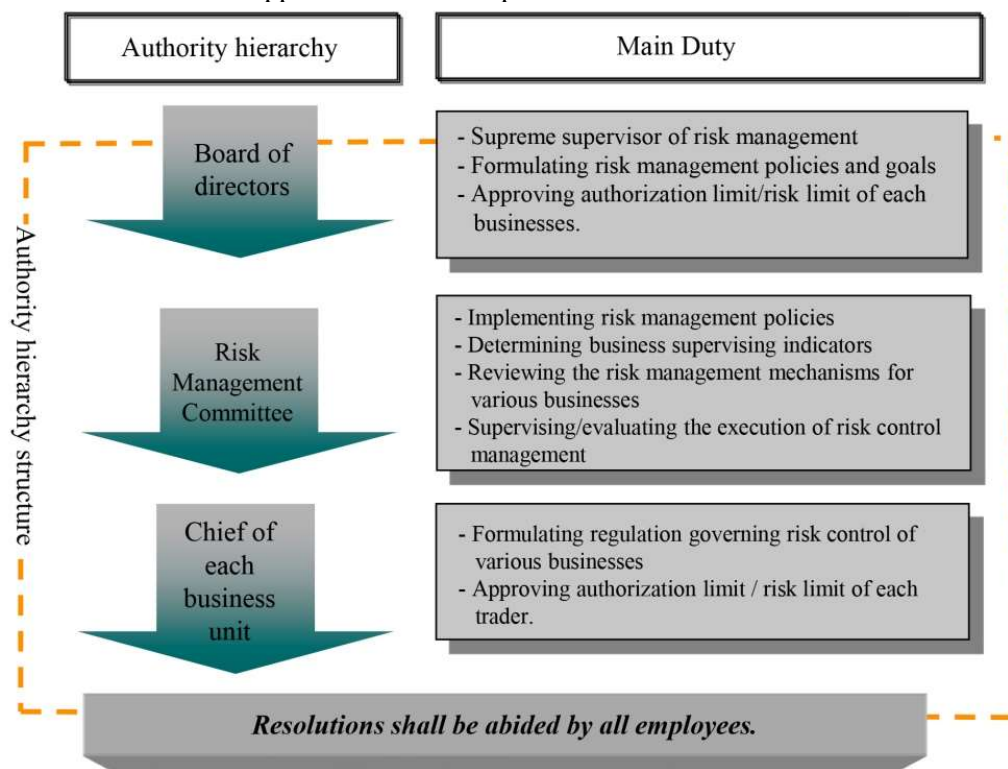 Authority hierarchy
Main Duty
Board of
directors
- Supreme supervisor of risk management
- Formulating risk management policies and goals
- Approving authorization limit/risk limit of each
businesses.
Authority hierarchy structure
Risk
Management
Committee
- Implementing risk management policies
- Determining business supervising indicators
- Reviewing the risk management mechanisms for
various businesses
- Supervising/evaluating the execution of risk control
management
Chief of
each
business
unit
- Formulating regulation governing risk control of
various businesses
- Approving authorization limit / risk limit of each
trader.
Resolutions shall be abided by all employees.